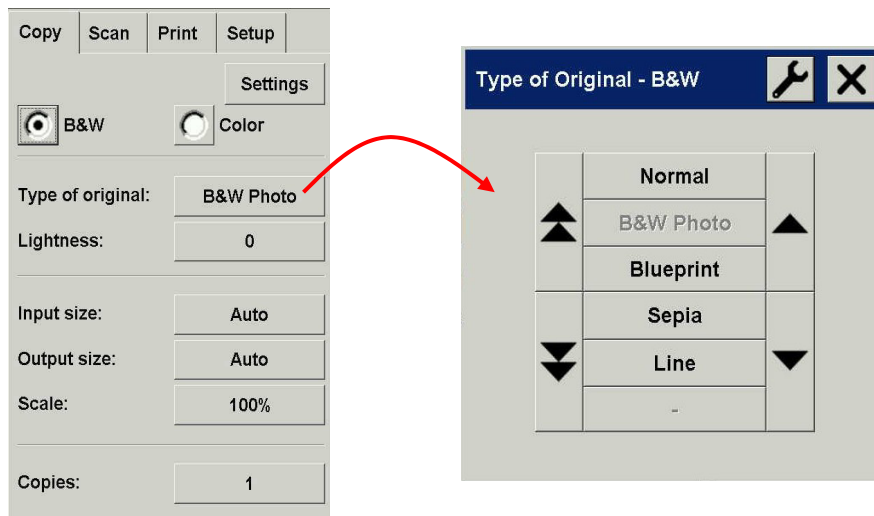 Copy Scan Print Setup
Settings
B&W Color
Type of original: B&W Photo
Lightness: 0
Input size: Auto
Output size: Auto
Scale: 100%
Copies: 1
Type of Original - B&W
Normal
B&W Photo
Blueprint
Sepia
Line
-